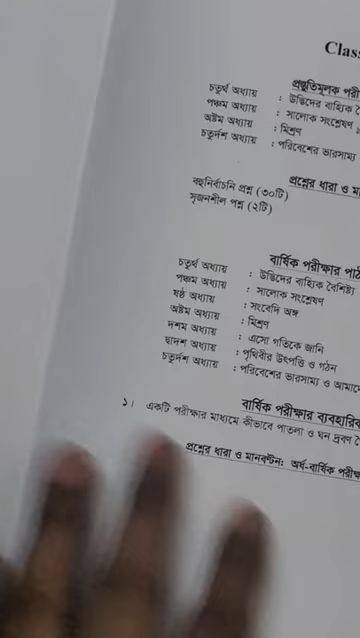 Class
প্রস্তুতিমূলক পরী
চতুর্থ অধ্যায় : উদ্ভিদের বাহ্যিক বৈ
পঞ্চম অধ্যায় : সালোক সংশ্লেষণ
অষ্টম অধ্যায় : মিশ্রণ
চতুর্দশ অধ্যায় : পরিবেশের ভারসাম্য
প্রশ্নের ধারা ও মা
বহুনির্বাচনি প্রশ্ন (৩০টি)
সৃজনশীল পশ্ন (২টি)
বার্ষিক পরীক্ষার পাঠ
চতুর্থ অধ্যায় : উদ্ভিদের বাহ্যিক বৈশিষ্ট্য
পঞ্চম অধ্যায় : সালোক সংশ্লেষণ
ষষ্ঠ অধ্যায় : সংবেদি অঙ্গ
অষ্টম অধ্যায় : মিশ্রণ
দশম অধ্যায় : এসো গতিকে জানি
দ্বাদশ অধ্যায় : পৃথিবীর উৎপত্তি ও গঠন
চতুর্দশ অধ্যায় : পরিবেশের ভারসাম্য ও আমাদে
বার্ষিক পরীক্ষার ব্যবহারিক
১। একটি পরীক্ষার মাধ্যমে কীভাবে পাতলা ও ঘন দ্রবণ তৈ
প্রশ্নের ধারা ও মানবণ্টনঃ অর্ধ-বার্ষিক পরীক্ষ